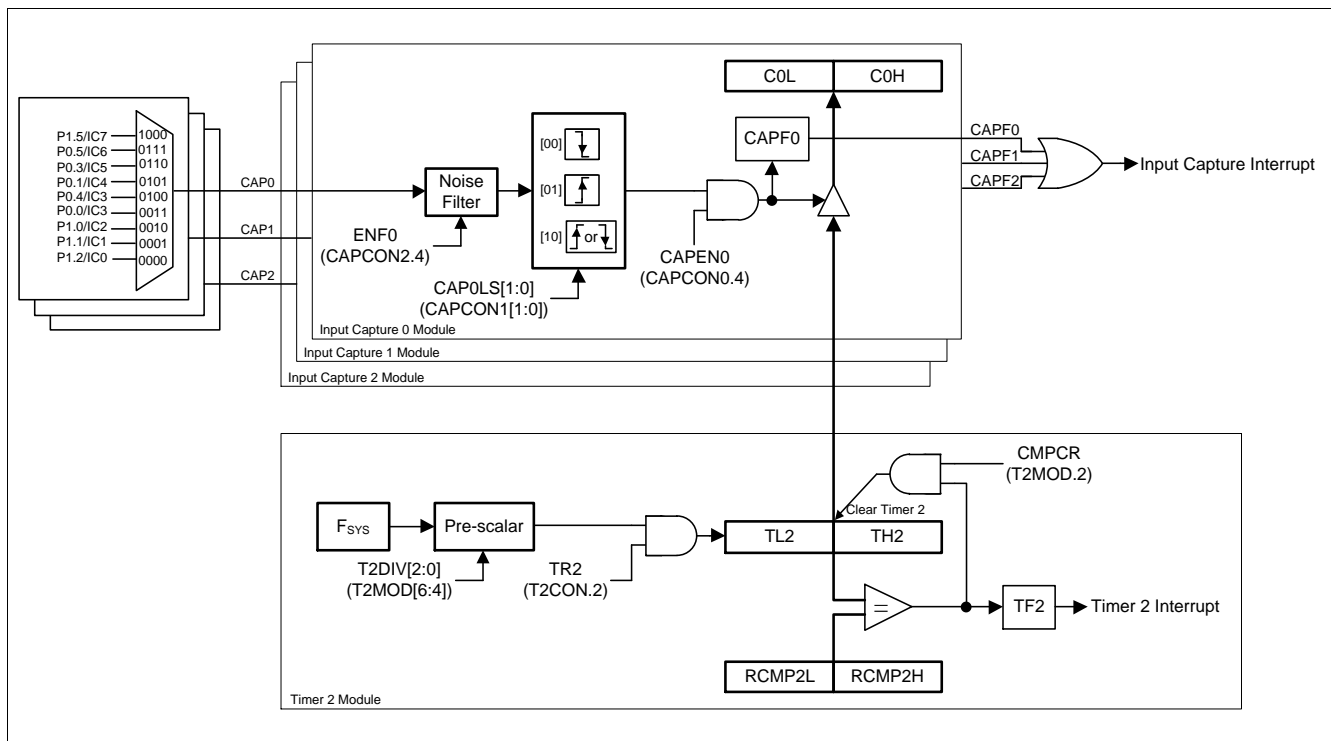 C0L
C0H
P1.5/IC7
1000
P0.5/IC6
0111
P0.3/IC5
0110
P0.1/IC4
0101
P0.4/IC3
0100
P0.0/IC3
0011
P1.0/IC2
0010
P1.1/IC1
0001
P1.2/IC0
0000
CAP0
CAP1
CAP2
Noise
Filter
ENF0
(CAPCON2.4)
[00]
[01]
[10]
or
CAP0LS[1:0]
(CAPCON1[1:0])
CAPEN0
(CAPCON0.4)
CAPF0
CAPF0
CAPF1
CAPF2
Input Capture Interrupt
Input Capture 0 Module
Input Capture 1 Module
Input Capture 2 Module
CMPCR
(T2MOD.2)
Clear Timer 2
FSYS
Pre-scalar
TL2
TH2
T2DIV[2:0]
(T2MOD[6:4])
TR2
(T2CON.2)
=
TF2
Timer 2 Interrupt
RCMP2L
RCMP2H
Timer 2 Module